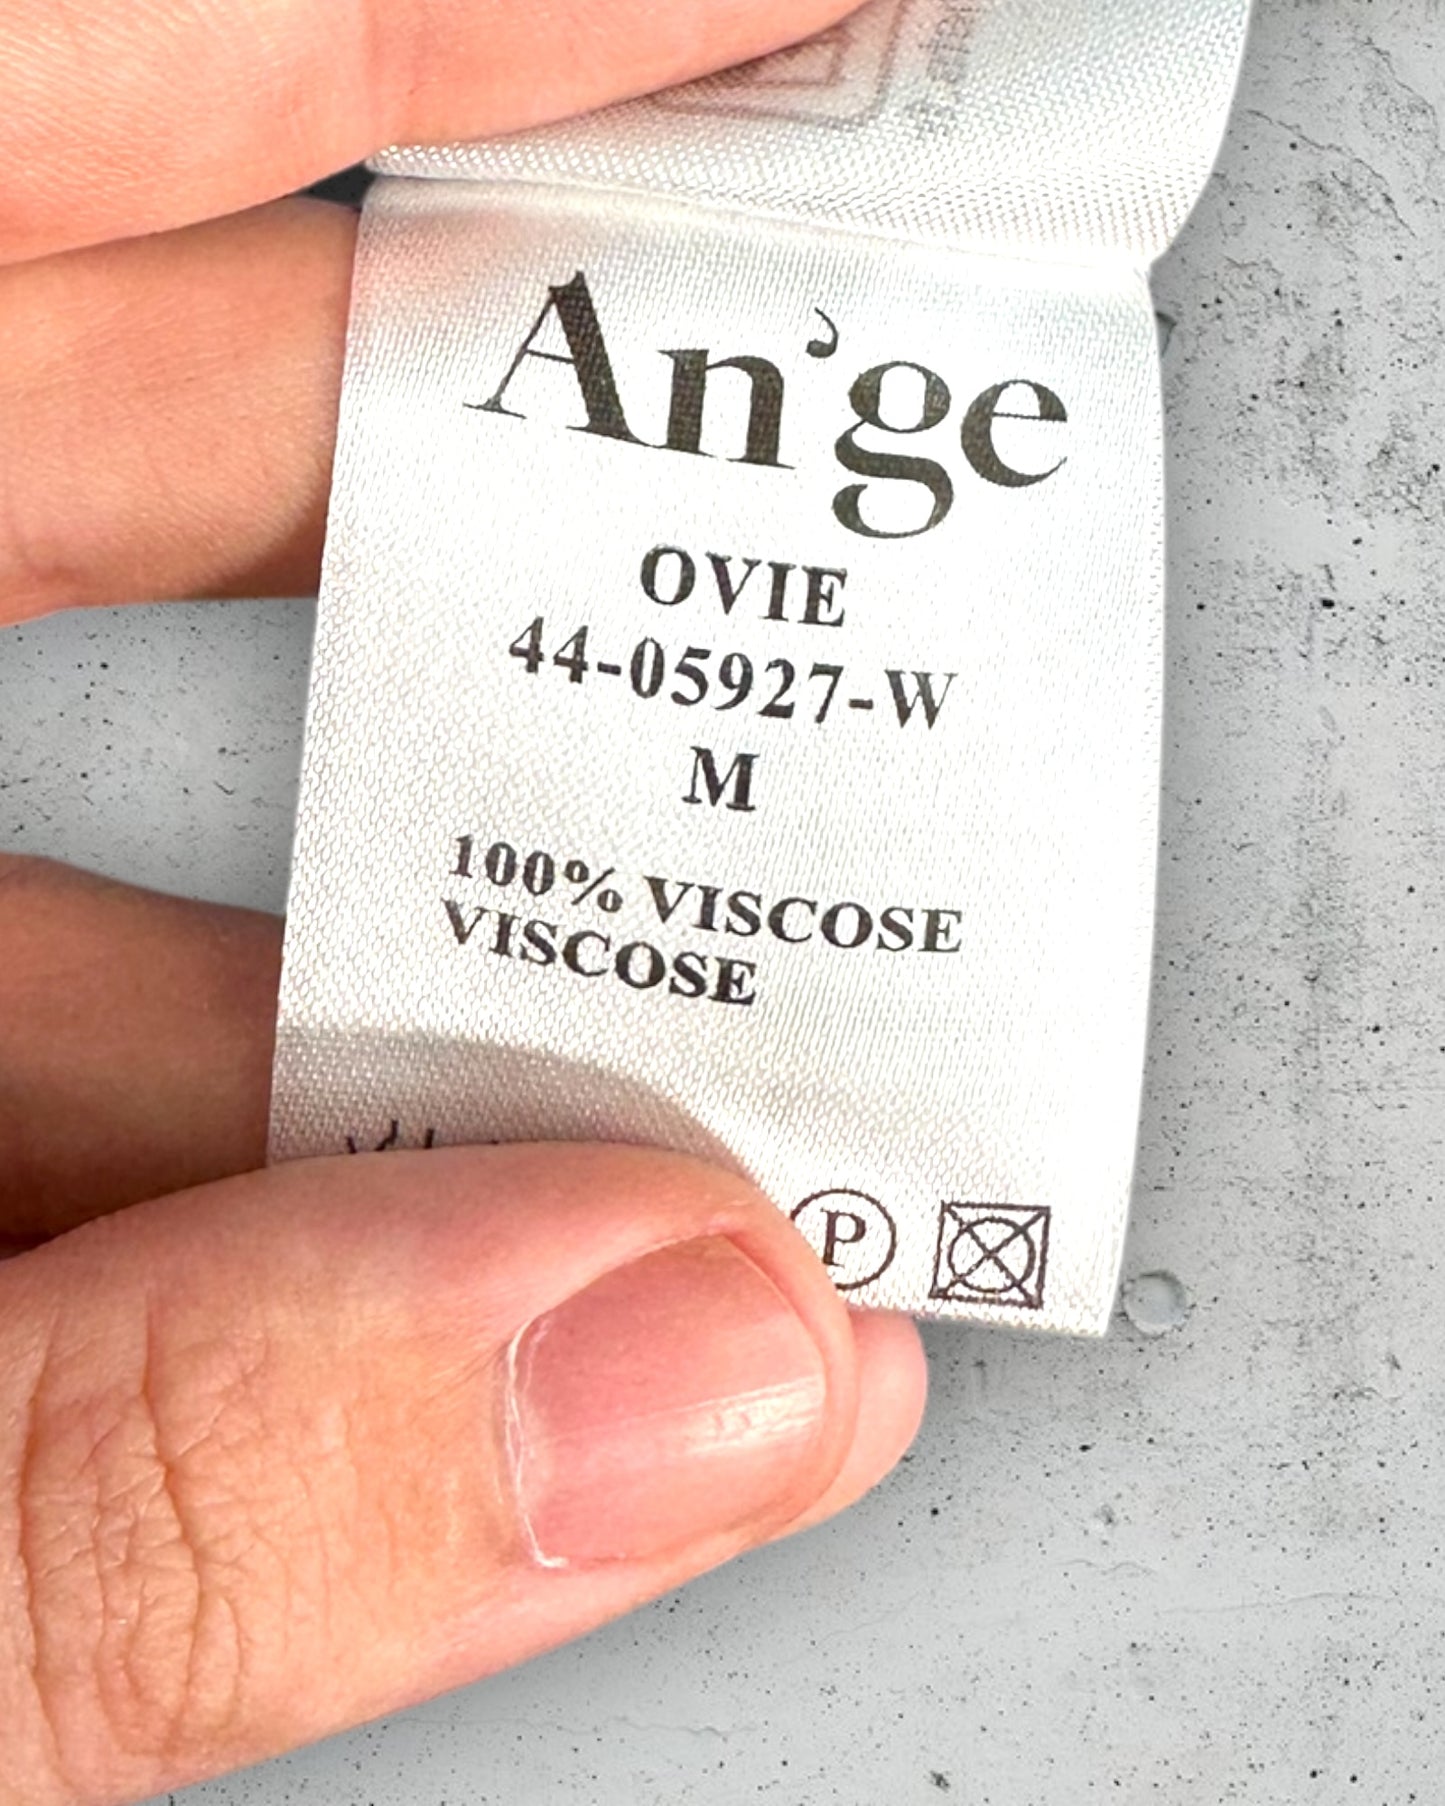 An'ge
OVIE
44-05927-W
M
100% VISCOSE
VISCOSE
P